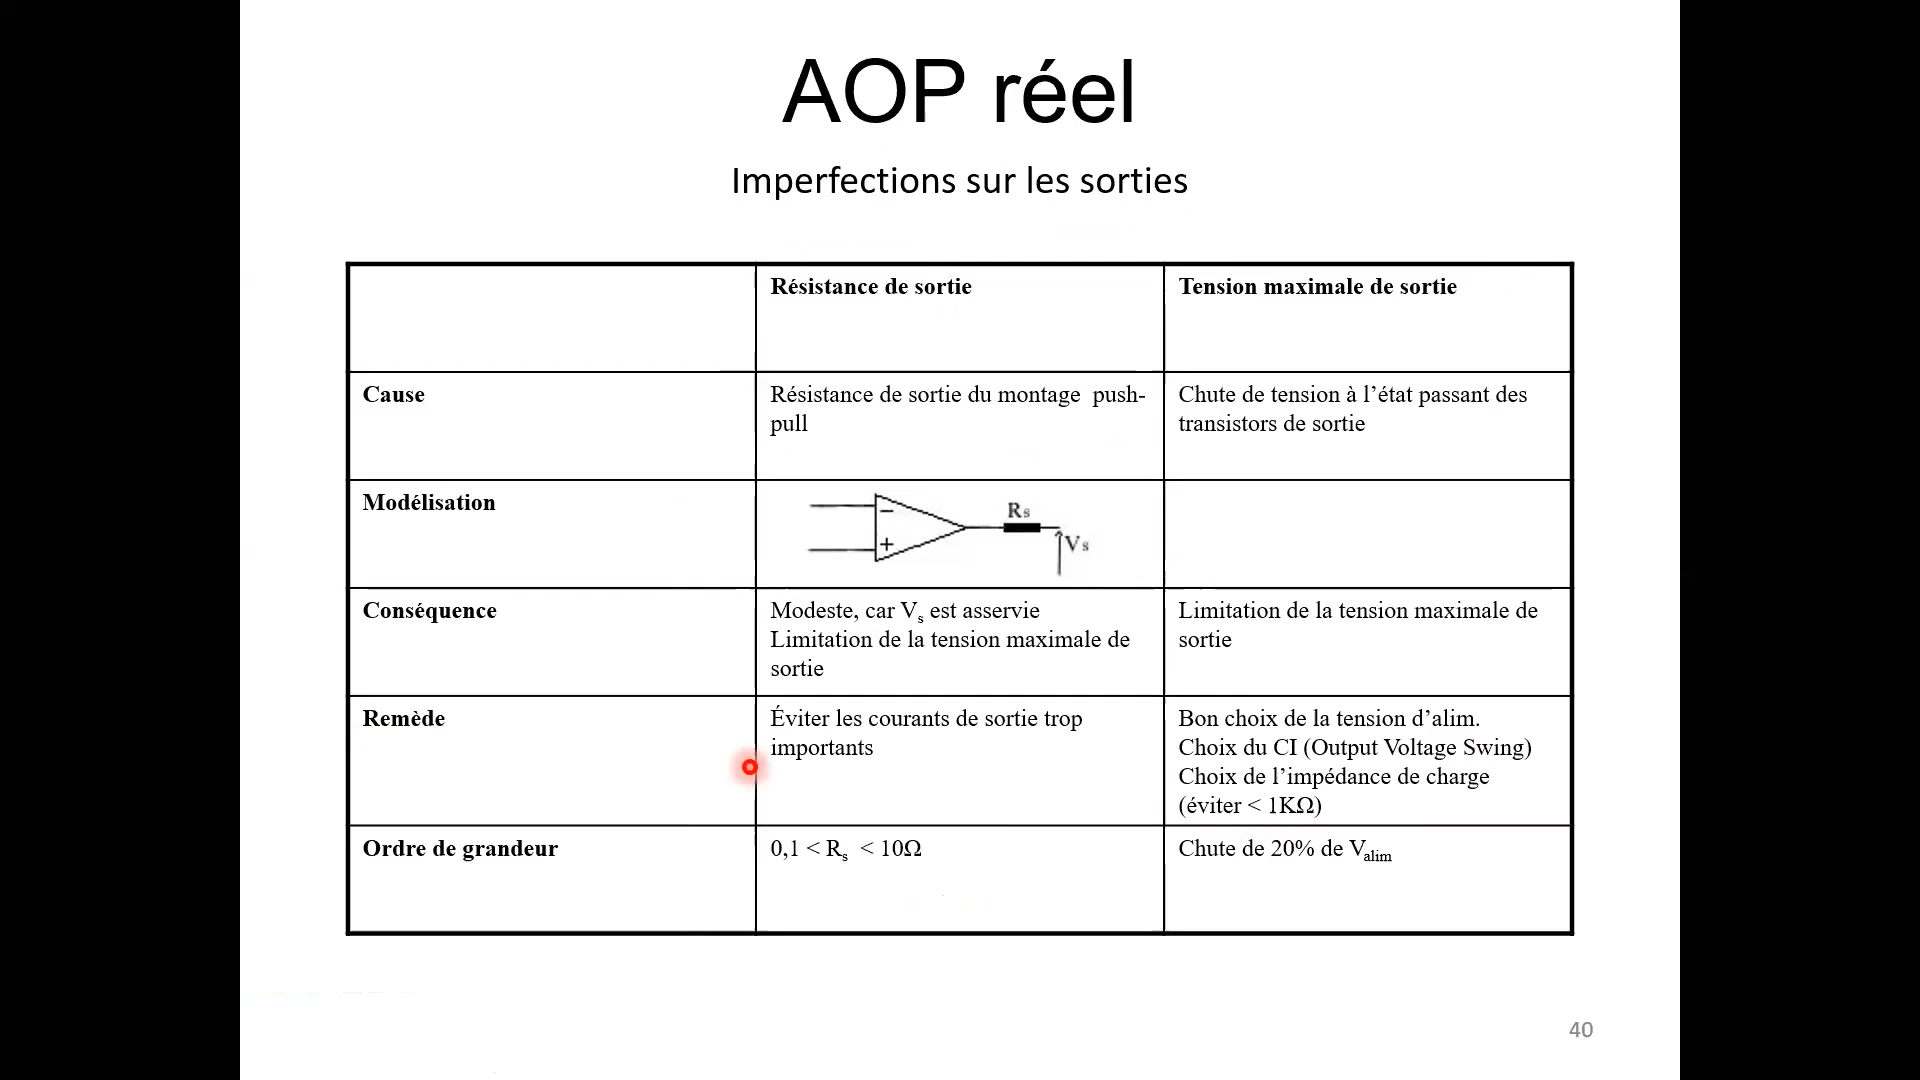 AOP réel
Imperfections sur les sorties
Résistance de sortie
Tension maximale de sortie
Cause
Résistance de sortie du montage push-
pull
Chute de tension à l’état passant des
transistors de sortie
Modélisation
−
+
Rs
Vs
Conséquence
Modeste, car Vs est asservie
Limitation de la tension maximale de
sortie
Limitation de la tension maximale de
sortie
Remède
Éviter les courants de sortie trop
importants
Bon choix de la tension d’alim.
Choix du CI (Output Voltage Swing)
Choix de l’impédance de charge
(éviter < 1KΩ)
Ordre de grandeur
0,1 < Rs < 10Ω
Chute de 20% de Valim
40